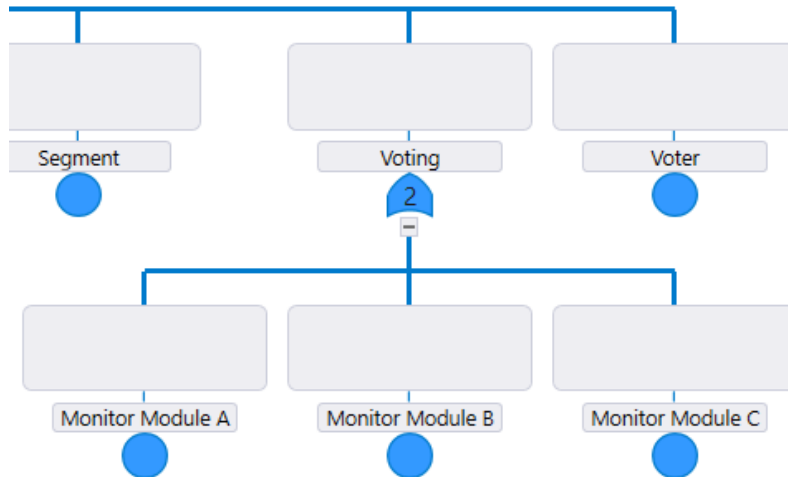 Segment
Voting
Voter
2
Monitor Module A
Monitor Module B
Monitor Module C